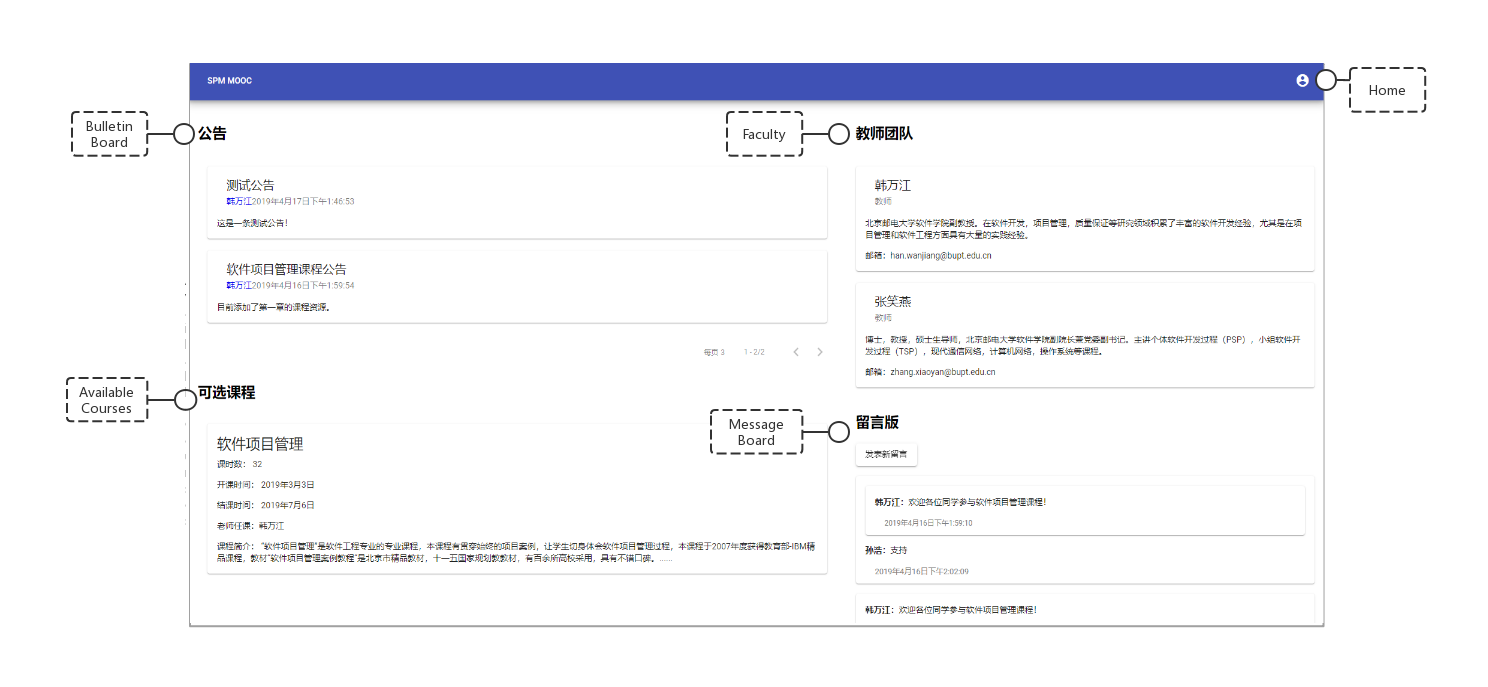 SPM MOOC
Home
Bulletin
Board
公告
测试公告
韩万江2019年4月17日下午1:46:53
这是一条测试公告!
软件项目管理课程公告
韩万江2019年4月16日下午1:59:54
目前添加了第一章的课程资源。
每页 3
1 - 2/2
Available
Courses
可选课程
软件项目管理
课时数: 32
开课时间: 2019年3月3日
结课时间: 2019年7月6日
老师任课: 韩万江
课程简介: “软件项目管理”是软件工程专业的专业课程，本课程有贯穿始终的项目案例，让学生切身体会软件项目管理过程，本课程于2007年度获得教育部-IBM精
品课程，教材“软件项目管理案例教程”是北京市精品教材，十一五国家规划教教材，有百余所高校采用，具有不错口碑。......
Faculty
教师团队
韩万江
教师
北京邮电大学软件学院副教授。在软件开发，项目管理，质量保证等研究领域积累了丰富的软件开发经验，尤其是在项
目管理和软件工程方面具有大量的实践经验。
邮箱: han.wanjiang@bupt.edu.cn
张笑燕
教师
博士，教授，硕士生导师，北京邮电大学软件学院副院长兼党委副书记。主讲个体软件开发过程（PSP），小组软件开
发过程（TSP），现代通信网络，计算机网络，操作系统等课程。
邮箱: zhang.xiaoyan@bupt.edu.cn
Message
Board
留言版
发表新留言
韩万江: 欢迎各位同学参与软件项目管理课程!
2019年4月16日下午1:59:10
孙浩: 支持
2019年4月16日下午2:02:09
韩万江: 欢迎各位同学参与软件项目管理课程!